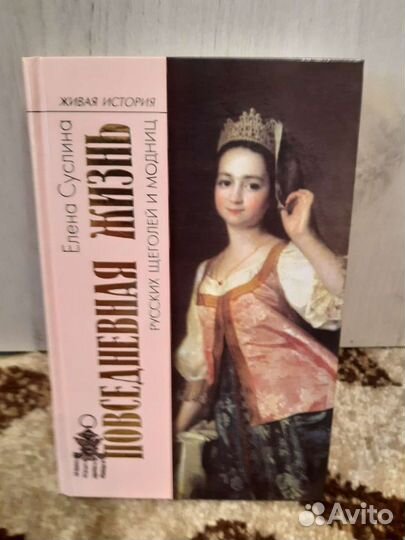 ЖИВАЯ ИСТОРИЯ
Елена Суслина
ПОВСЕДНЕВНАЯ ЖИЗНЬ
РУССКИХ ЩЕГОЛЕЙ И МОДНИЦ
Avito